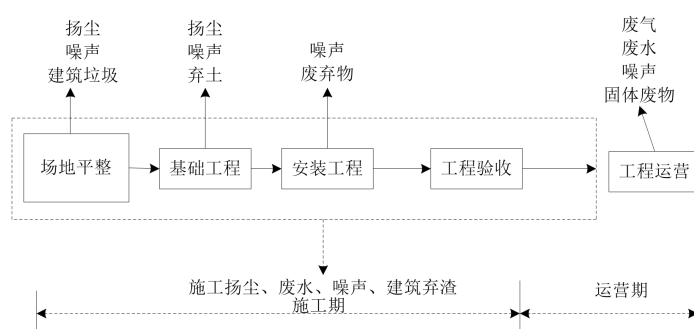 扬尘
噪声
建筑垃圾
扬尘
噪声
弃土
噪声
废弃物
废气
废水
噪声
固体废物
场地平整
基础工程
安装工程
工程验收
工程运营
施工扬尘、废水、噪声、建筑弃渣
施工期
运营期